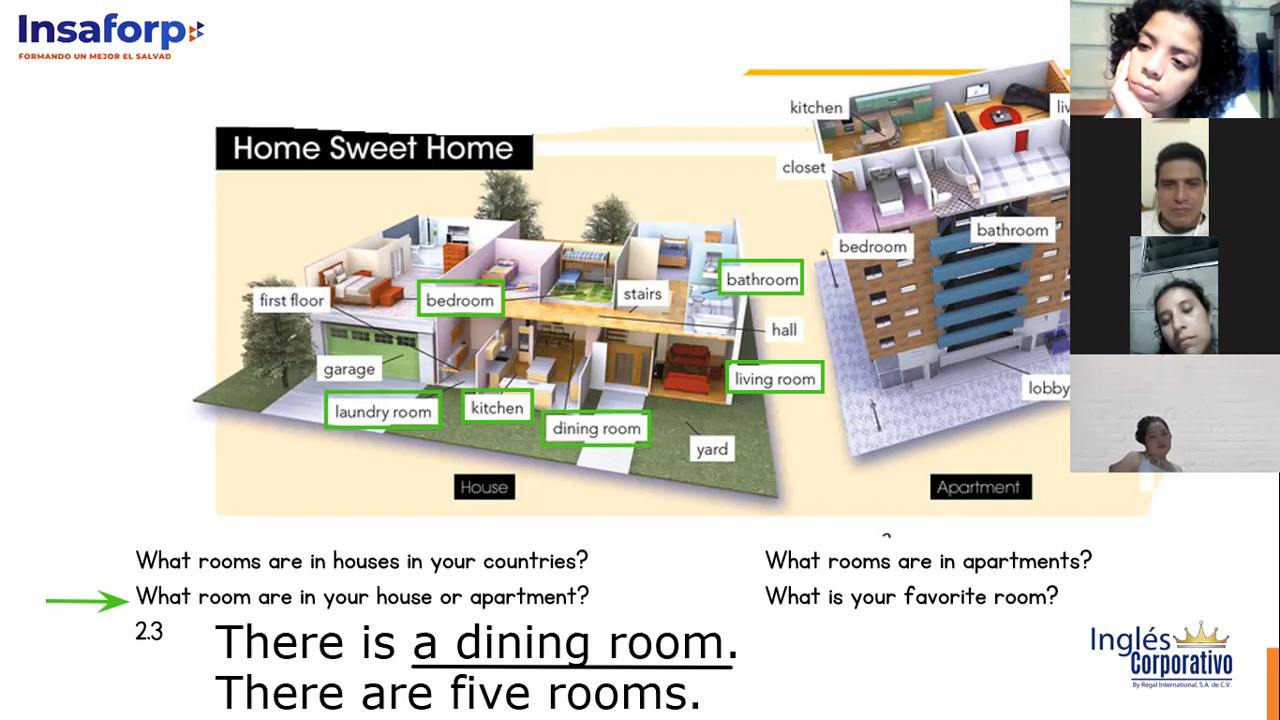 Insaforp
FORMANDO UN MEJOR EL SALVAD
Home Sweet Home
kitchen
closet
bedroom
bathroom
lobby
first floor
bedroom
stairs
bathroom
hall
garage
living room
laundry room
kitchen
dining room
yard
House
Apartment
What rooms are in houses in your countries?
What rooms are in apartments?
What room are in your house or apartment?
What is your favorite room?
2.3
There is a dining room.
There are five rooms.
Inglés
Corporativo
By Regal International, S.A. de C.V.